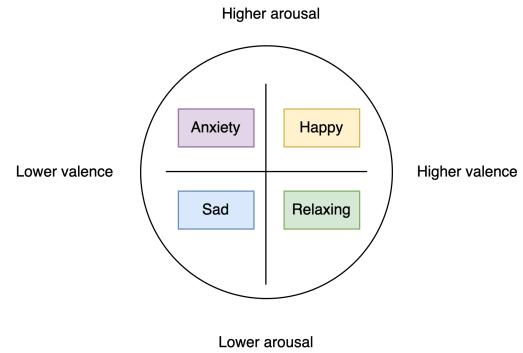 Higher arousal
Anxiety
Happy
Lower valence
Higher valence
Sad
Relaxing
Lower arousal